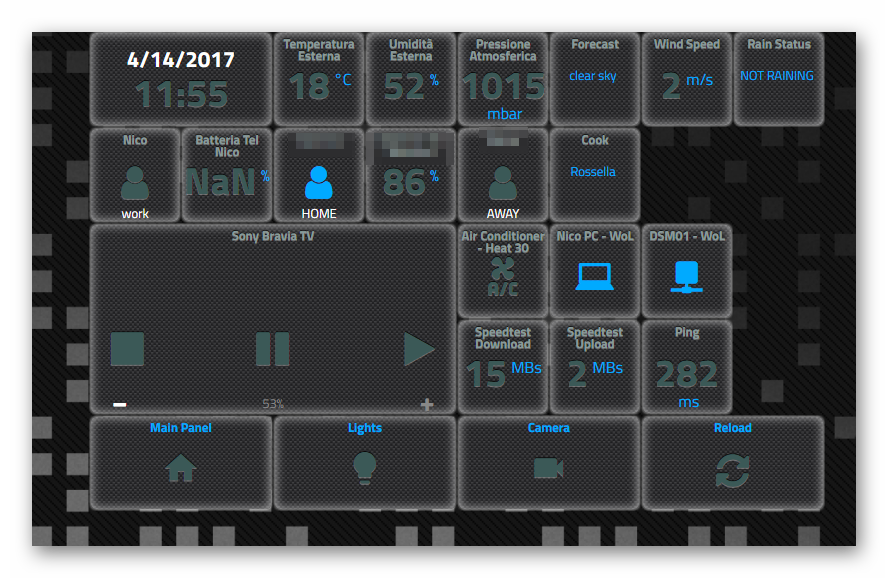 4/14/2017
11:55
Temperatura
Esterna
18 °C
Umidità
Esterna
52 %
Pressione
Atmosferica
1015
mbar
Forecast
clear sky
Wind Speed
2 m/s
Rain Status
NOT RAINING
Nico
work
Batteria Tel
Nico
NaN %
HOME
86 %
AWAY
Cook
Rossella
Sony Bravia TV
53%
Air Conditioner
- Heat 30
A/C
Nico PC - WoL
DSM01 - WoL
Speedtest
Download
15 MBs
Speedtest
Upload
2 MBs
Ping
282
ms
Main Panel
Lights
Camera
Reload